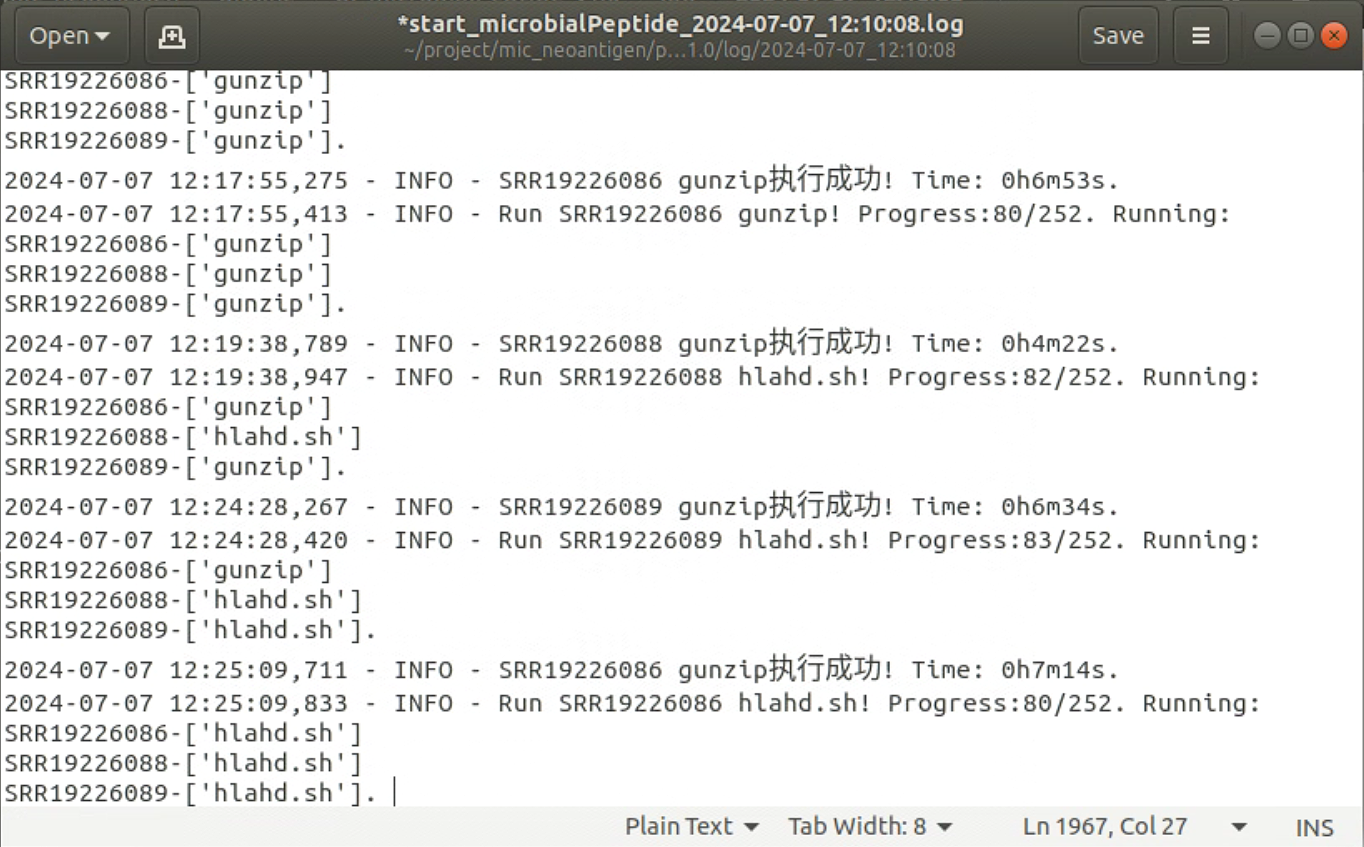 Open
*start_microbialPeptide_2024-07-07_12:10:08.log
~/project/mic_neoantigen/p...1.0/log/2024-07-07_12:10:08
Save
SRR19226086-['gunzip']
SRR19226088-['gunzip']
SRR19226089-['gunzip'].
2024-07-07 12:17:55,275 - INFO - SRR19226086 gunzip执行成功! Time: 0h6m53s.
2024-07-07 12:17:55,413 - INFO - Run SRR19226086 gunzip! Progress:80/252. Running:
SRR19226086-['gunzip']
SRR19226088-['gunzip']
SRR19226089-['gunzip'].
2024-07-07 12:19:38,789 - INFO - SRR19226088 gunzip执行成功! Time: 0h4m22s.
2024-07-07 12:19:38,947 - INFO - Run SRR19226088 hlahd.sh! Progress:82/252. Running:
SRR19226086-['gunzip']
SRR19226088-['hlahd.sh']
SRR19226089-['gunzip'].
2024-07-07 12:24:28,267 - INFO - SRR19226089 gunzip执行成功! Time: 0h6m34s.
2024-07-07 12:24:28,420 - INFO - Run SRR19226089 hlahd.sh! Progress:83/252. Running:
SRR19226086-['gunzip']
SRR19226088-['hlahd.sh']
SRR19226089-['hlahd.sh'].
2024-07-07 12:25:09,711 - INFO - SRR19226086 gunzip执行成功! Time: 0h7m14s.
2024-07-07 12:25:09,833 - INFO - Run SRR19226086 hlahd.sh! Progress:80/252. Running:
SRR19226086-['hlahd.sh']
SRR19226088-['hlahd.sh']
SRR19226089-['hlahd.sh'].
Plain Text Tab Width: 8 Ln 1967, Col 27 INS